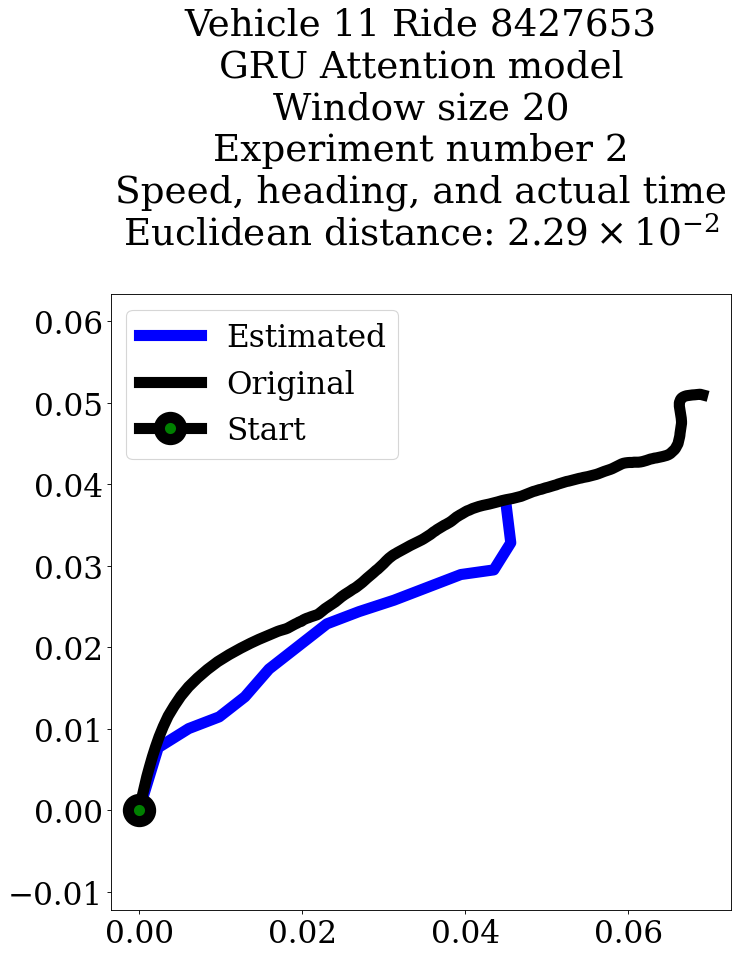 Vehicle 11 Ride 8427653
GRU Attention model
Window size 20
Experiment number 2
Speed, heading, and actual time
Euclidean distance: 2.29 × 10⁻²
Estimated
Original
Start
0.06
0.05
0.04
0.03
0.02
0.01
0.00
−0.01
0.00 0.02 0.04 0.06